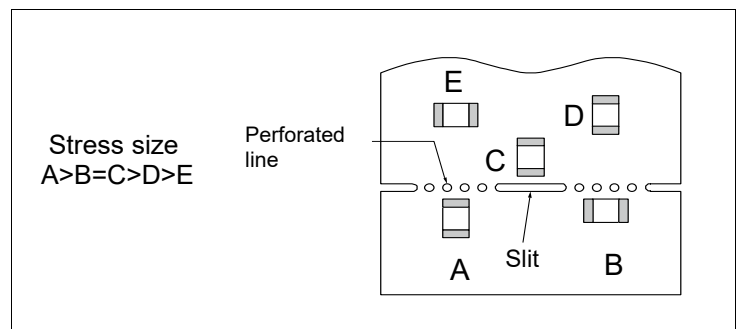 Stress size
A>B=C>D>E
Perforated
line
E
D
C
A
Slit
B